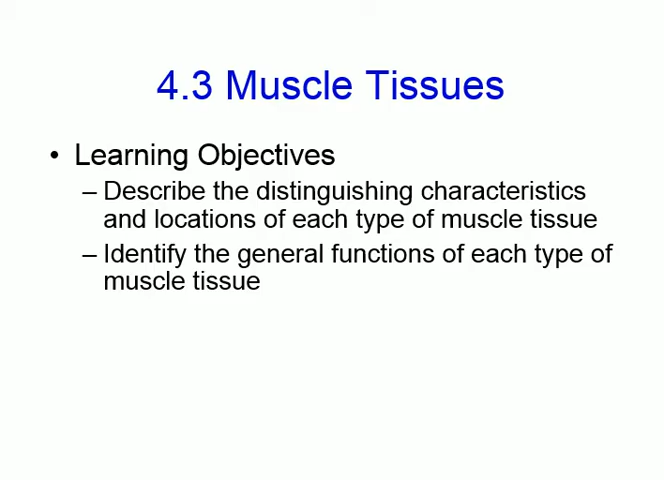 4.3 Muscle Tissues
• Learning Objectives
– Describe the distinguishing characteristics
and locations of each type of muscle tissue
– Identify the general functions of each type of
muscle tissue